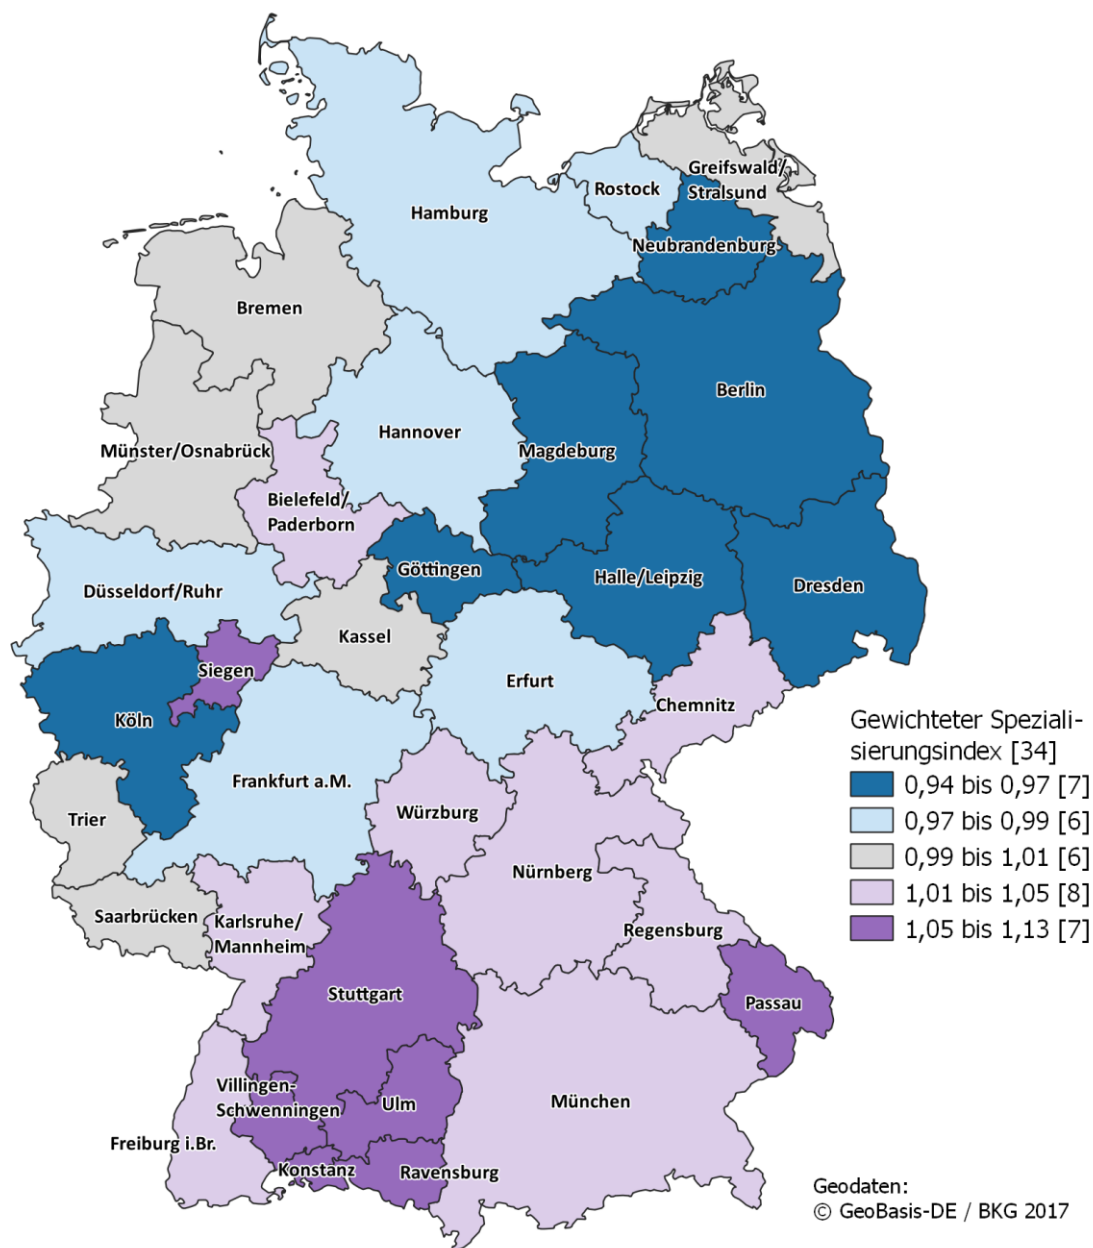 Greifswald/
Stralsund
Rostock
Hamburg
Neubrandenburg
Bremen
Berlin
Hannover
Magdeburg
Münster/Osnabrück
Bielefeld/
Paderborn
Göttingen
Halle/Leipzig
Dresden
Düsseldorf/Ruhr
Kassel
Siegen
Erfurt
Chemnitz
Köln
Frankfurt a.M.
Würzburg
Trier
Nürnberg
Saarbrücken
Karlsruhe/
Mannheim
Regensburg
Stuttgart
Passau
Villingen-
Schwenningen
Ulm
München
Freiburg i.Br.
Konstanz
Ravensburg
Gewichteter Speziali-
sierungsindex [34]
0,94 bis 0,97 [7]
0,97 bis 0,99 [6]
0,99 bis 1,01 [6]
1,01 bis 1,05 [8]
1,05 bis 1,13 [7]
Geodaten:
© GeoBasis-DE / BKG 2017